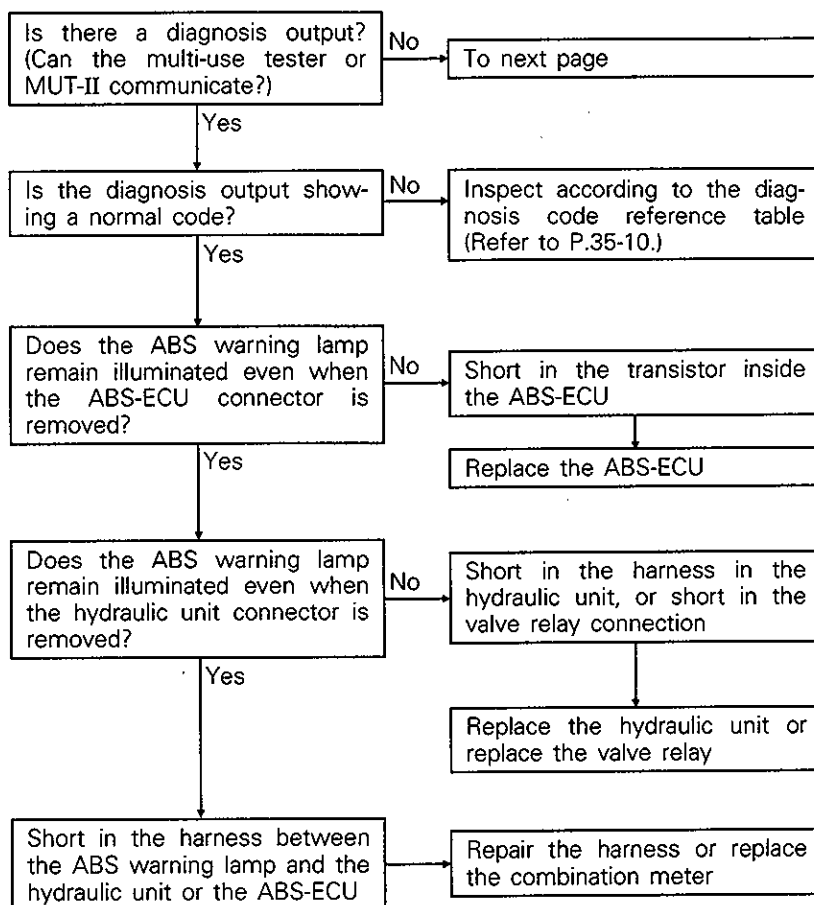 Is there a diagnosis output?
(Can the multi-use tester or
MUT-II communicate?)
No
To next page
Yes
Is the diagnosis output show-
ing a normal code?
No
Inspect according to the diag-
nosis code reference table
(Refer to P.35-10.)
Yes
Does the ABS warning lamp
remain illuminated even when
the ABS-ECU connector is
removed?
No
Short in the transistor inside
the ABS-ECU
Replace the ABS-ECU
Yes
Does the ABS warning lamp
remain illuminated even when
the hydraulic unit connector is
removed?
No
Short in the harness in the
hydraulic unit, or short in the
valve relay connection
Yes
Replace the hydraulic unit or
replace the valve relay
Short in the harness between
the ABS warning lamp and the
hydraulic unit or the ABS-ECU
Repair the harness or replace
the combination meter